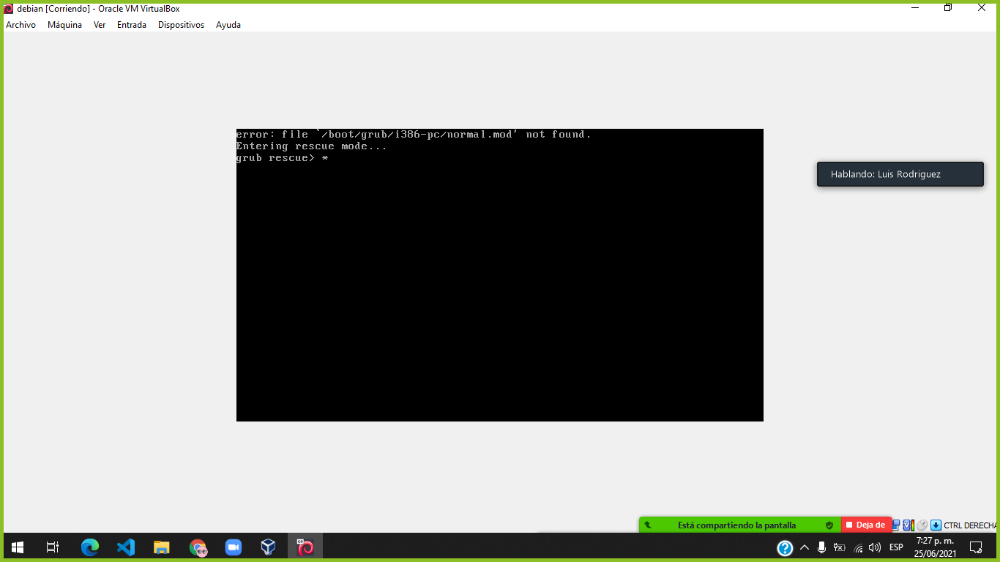 debian [Corriendo] - Oracle VM VirtualBox
Archivo Máquina Ver Entrada Dispositivos Ayuda
error: file `/boot/grub/i386-pc/normal.mod' not found.
Entering rescue mode...
grub rescue> *
Hablando: Luis Rodriguez
Está compartiendo la pantalla Deja de CTRL DERECHA
ESP 7:27 p. m.
25/06/2021